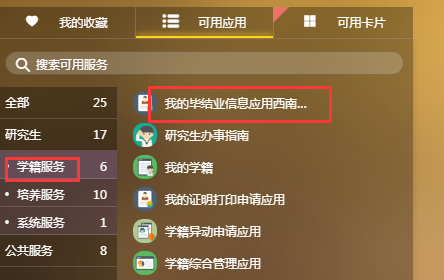 我的收藏
可用应用
可用卡片
搜索可用服务
全部 25
研究生 17
学籍服务 6
培养服务 10
系统服务 1
公共服务 8
我的毕结业信息应用西南...
研究生办事指南
我的学籍
我的证明打印申请应用
学籍异动申请应用
学籍综合管理应用